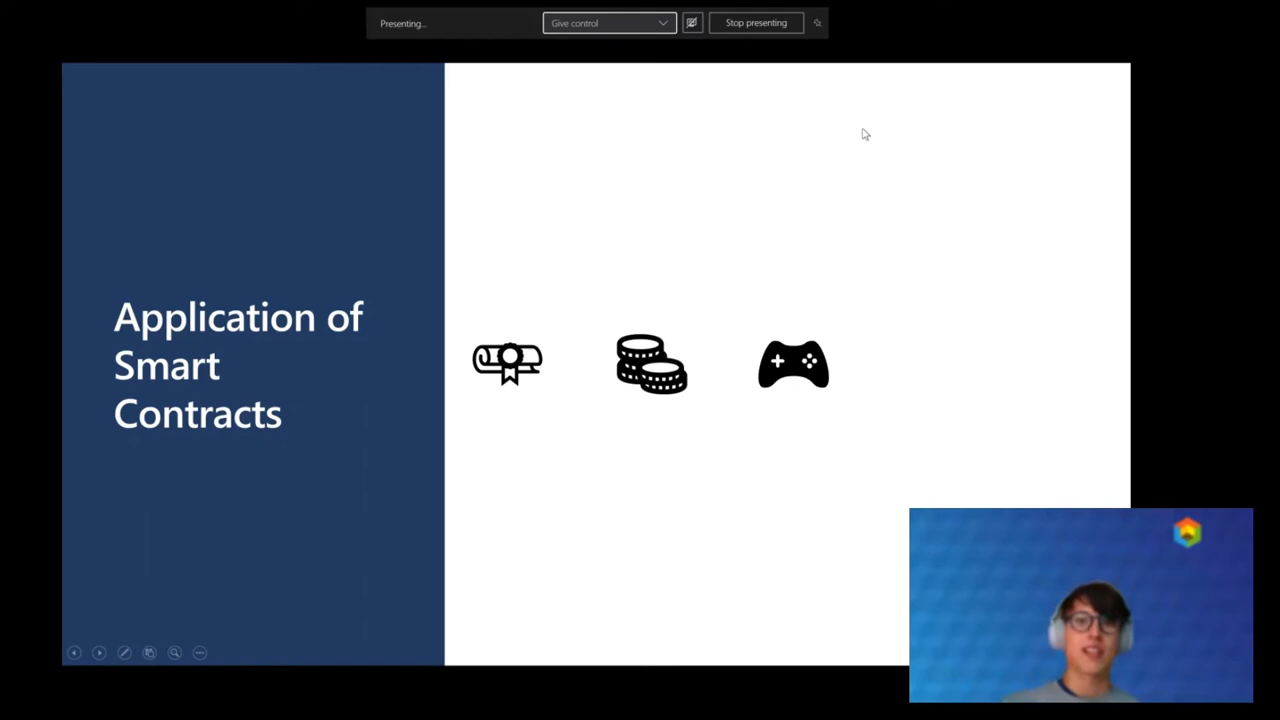 Presenting...
Give control
Stop presenting
Application of
Smart
Contracts